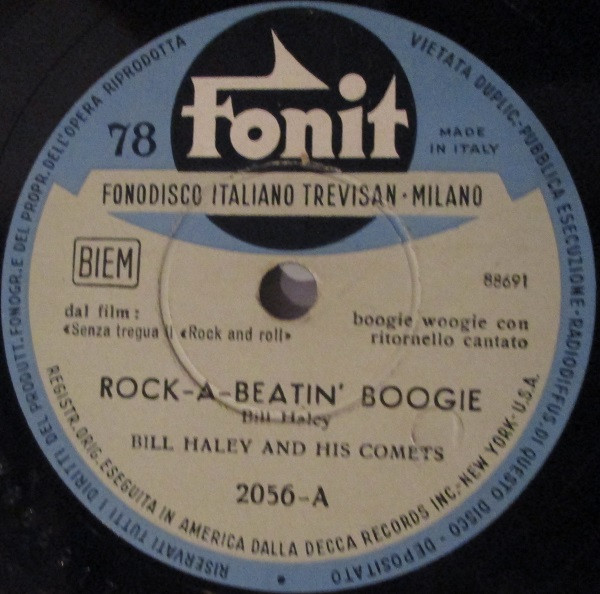 Fonit
78
MADE
IN ITALY
FONODISCO ITALIANO TREVISAN · MILANO
BIEM
88691
dal film:
«Senza tregua il «Rock and roll»
boogie woogie con
ritornello cantato
ROCK-A-BEATIN' BOOGIE
Bill Haley
BILL HALEY AND HIS COMETS
2056-A
REGISTR. ORIG. ESEGUITA IN AMERICA DALLA DECCA RECORDS INC.-NEW YORK-U.S.A.
RISERVATI TUTTI I DIRITTI DEL PRODUTT. FONOGR. E DEL PROPR. DELL'OPERA RIPRODOTTA
VIETATA DUPLIC.-PUBBLICA ESECUZIONE-RADIODIFFUS. DI QUESTO DISCO - DEPOSITATO